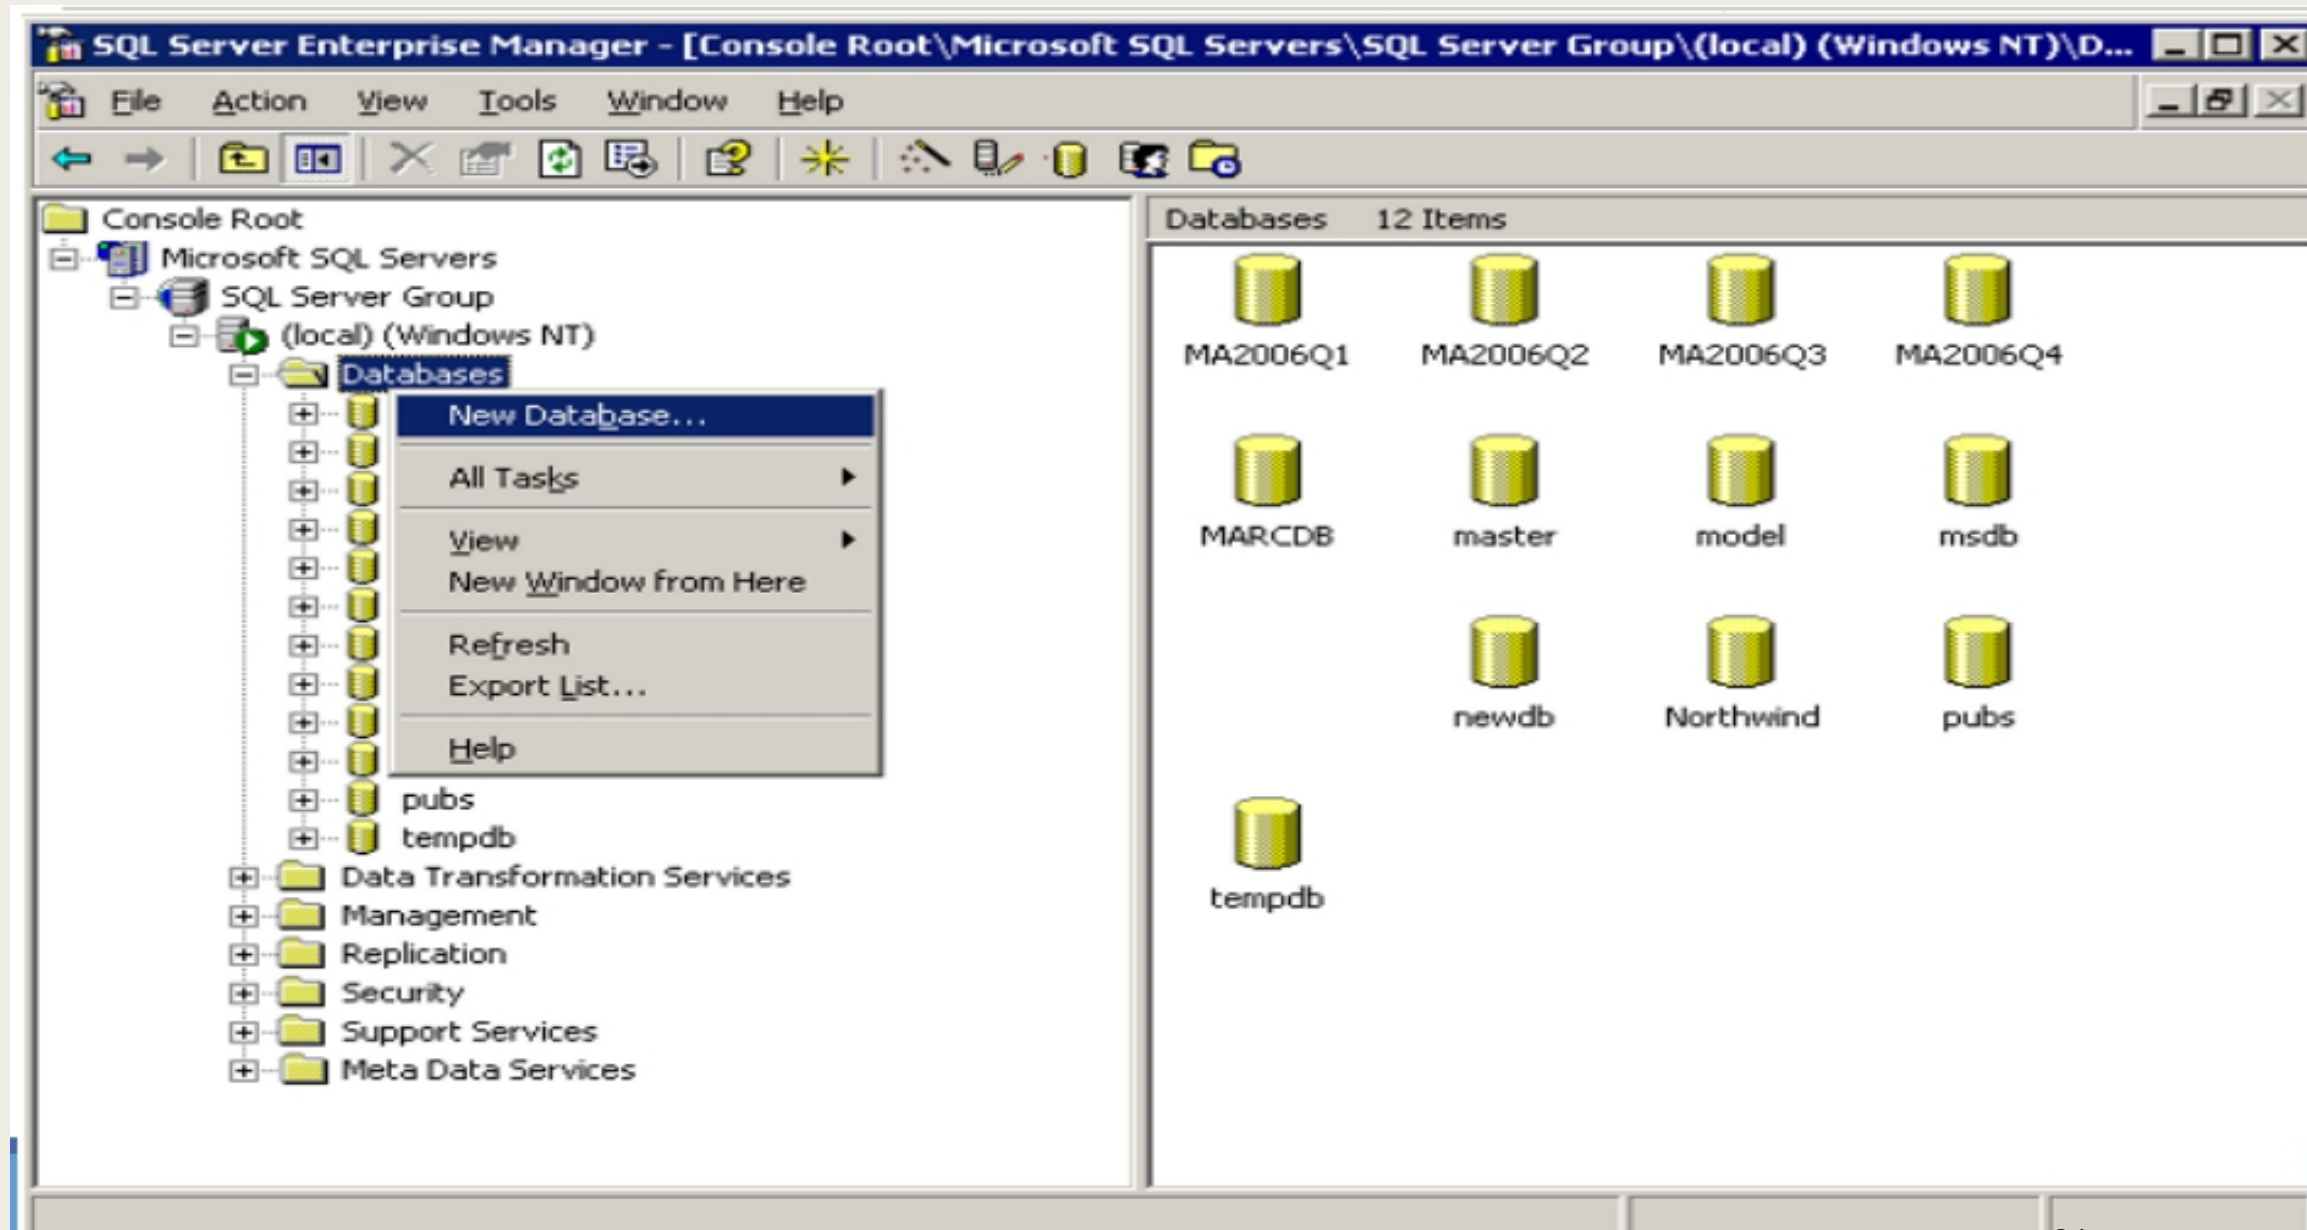 SQL Server Enterprise Manager - [Console Root\Microsoft SQL Servers\SQL Server Group\(local) (Windows NT)\D...
File Action View Tools Window Help
Console Root
Microsoft SQL Servers
SQL Server Group
(local) (Windows NT)
Databases
New Database...
All Tasks
View
New Window from Here
Refresh
Export List...
Help
pubs
tempdb
Data Transformation Services
Management
Replication
Security
Support Services
Meta Data Services
Databases 12 Items
MA2006Q1 MA2006Q2 MA2006Q3 MA2006Q4
MARCDB master model msdb
newdb Northwind pubs
tempdb